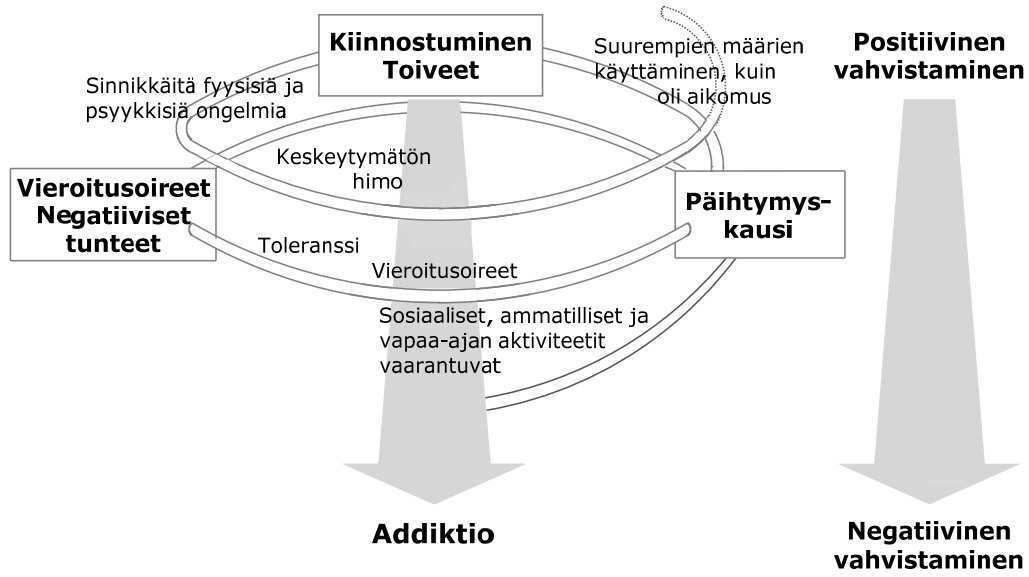 Kiinnostuminen
Toiveet
Suurempien määrien
käyttäminen, kuin
oli aikomus
Positiivinen
vahvistaminen
Sinnikkäitä fyysisiä ja
psyykkisiä ongelmia
Keskeytymätön
himo
Vieroitusoireet
Negatiiviset
tunteet
Päihtymys-
kausi
Toleranssi
Vieroitusoireet
Sosiaaliset, ammatilliset ja
vapaa-ajan aktiviteetit
vaarantuvat
Addiktio
Negatiivinen
vahvistaminen